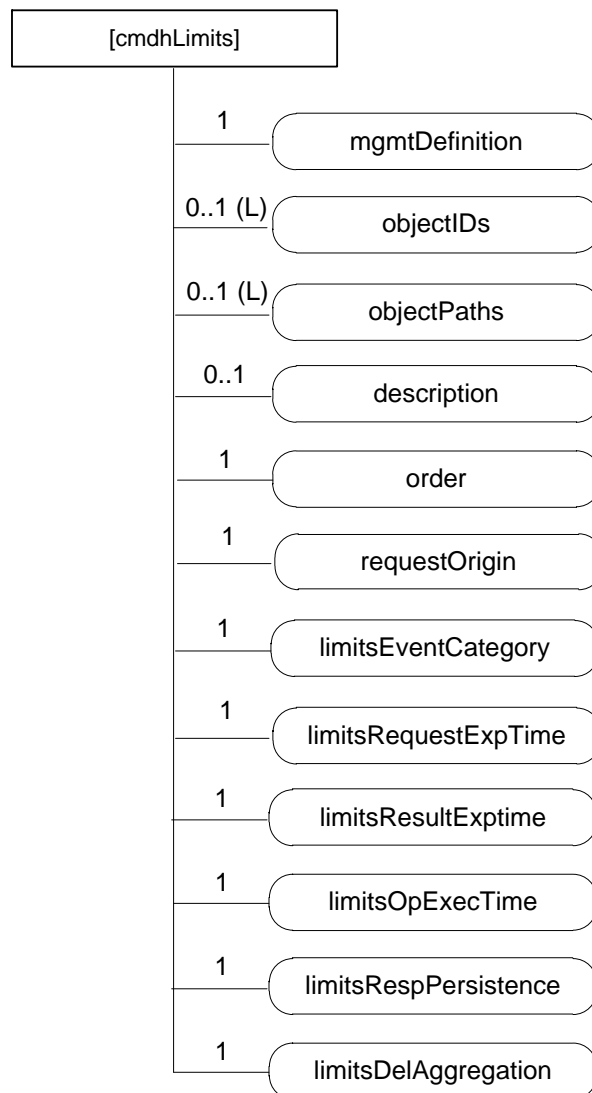 [cmdhLimits]
1
mgmtDefinition
0..1 (L)
objectIDs
0..1 (L)
objectPaths
0..1
description
1
order
1
requestOrigin
1
limitsEventCategory
1
limitsRequestExpTime
1
limitsResultExptime
1
limitsOpExecTime
1
limitsRespPersistence
1
limitsDelAggregation